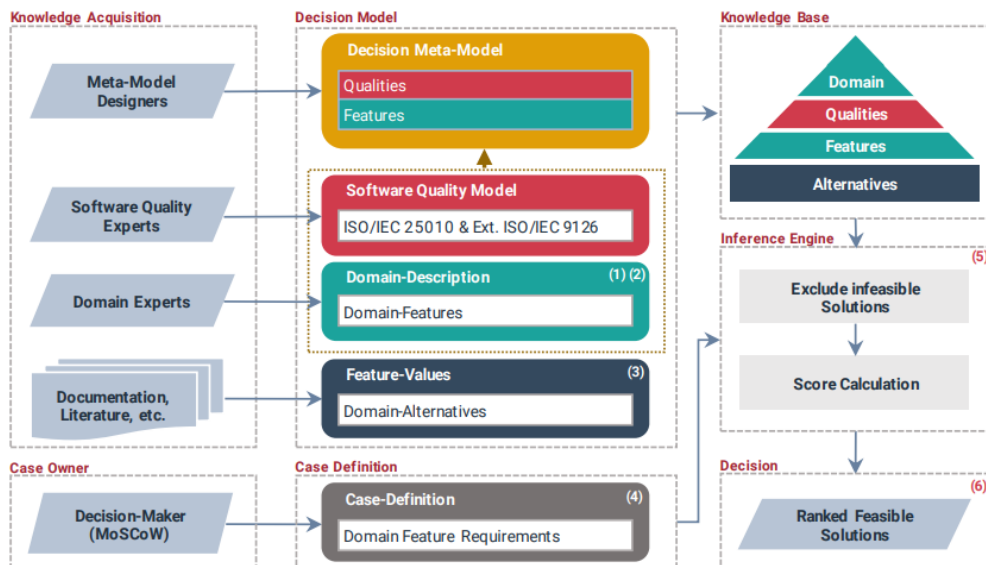 Knowledge Acquisition
Meta-Model
Designers
Software Quality
Experts
Domain Experts
Documentation,
Literature, etc.
Case Owner
Decision-Maker
(MoSCoW)
Decision Model
Decision Meta-Model
Qualities
Features
Software Quality Model
ISO/IEC 25010 & Ext. ISO/IEC 9126
Domain-Description (1) (2)
Domain-Features
Feature-Values (3)
Domain-Alternatives
Case Definition
Case-Definition (4)
Domain Feature Requirements
Knowledge Base
Domain
Qualities
Features
Alternatives
Inference Engine
(5)
Exclude infeasible
Solutions
Score Calculation
Decision
(6)
Ranked Feasible
Solutions